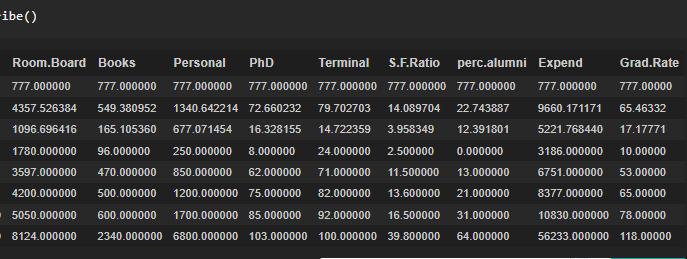 ribe()
Room.Board Books Personal PhD Terminal S.F.Ratio perc.alumni Expend Grad.Rate
777.000000 777.000000 777.000000 777.000000 777.000000 777.000000 777.000000 777.000000 777.00000
4357.526384 549.380952 1340.642214 72.660232 79.702703 14.089704 22.743887 9660.171171 65.46332
1096.696416 165.105360 677.071454 16.328155 14.722359 3.958349 12.391801 5221.768440 17.17771
1780.000000 96.000000 250.000000 8.000000 24.000000 2.500000 0.000000 3186.000000 10.00000
3597.000000 470.000000 850.000000 62.000000 71.000000 11.500000 13.000000 6751.000000 53.00000
4200.000000 500.000000 1200.000000 75.000000 82.000000 13.600000 21.000000 8377.000000 65.00000
5050.000000 600.000000 1700.000000 85.000000 92.000000 16.500000 31.000000 10830.000000 78.00000
8124.000000 2340.000000 6800.000000 103.000000 100.000000 39.800000 64.000000 56233.000000 118.00000